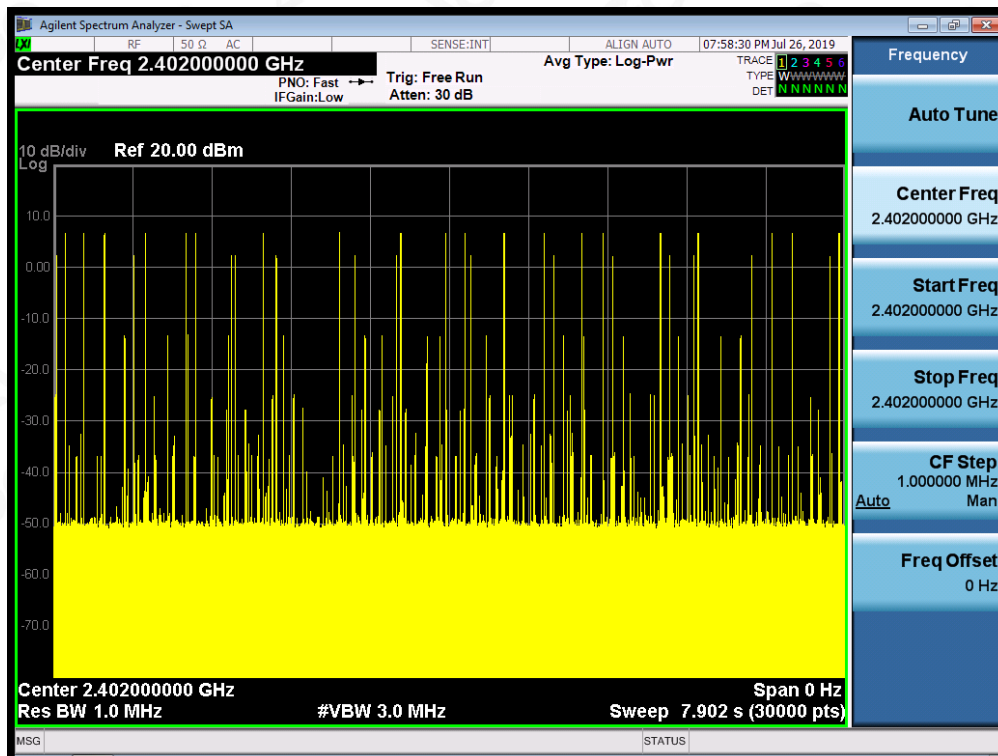 Agilent Spectrum Analyzer - Swept SA
LXI RF 50 Ω AC SENSE:INT ALIGN AUTO 07:58:30 PM Jul 26, 2019
Center Freq 2.402000000 GHz
PNO: Fast
IFGain:Low
Trig: Free Run
Atten: 30 dB
Avg Type: Log-Pwr
TRACE 1 2 3 4 5 6
TYPE W
DET N N N N N N
10 dB/div Ref 20.00 dBm
Log
10.0
0.00
-10.0
-20.0
-30.0
-40.0
-50.0
-60.0
-70.0
Center 2.402000000 GHz Span 0 Hz
Res BW 1.0 MHz #VBW 3.0 MHz Sweep 7.902 s (30000 pts)
MSG STATUS
Frequency
Auto Tune
Center Freq
2.402000000 GHz
Start Freq
2.402000000 GHz
Stop Freq
2.402000000 GHz
CF Step
1.000000 MHz
Auto Man
Freq Offset
0 Hz